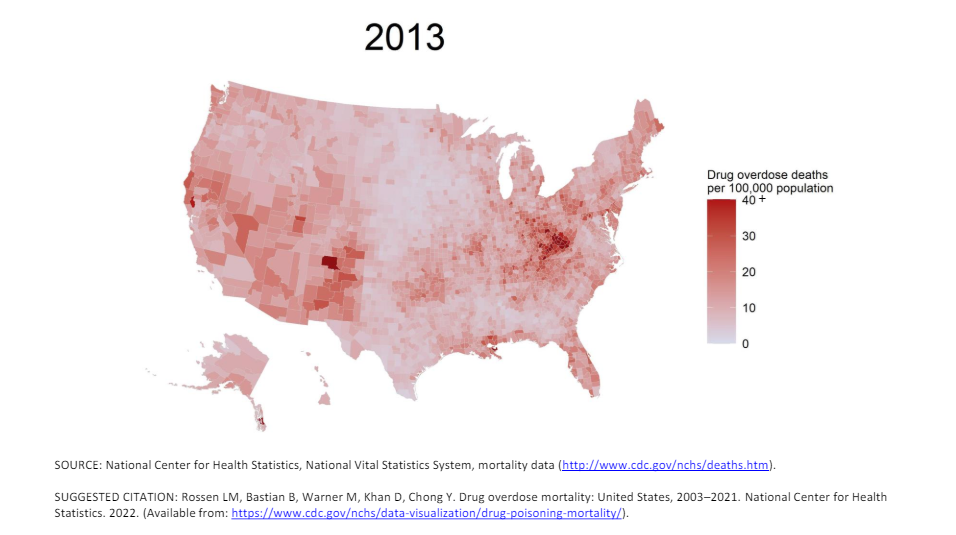 2013
Drug overdose deaths
per 100,000 population
40 +
30
20
10
0
SOURCE: National Center for Health Statistics, National Vital Statistics System, mortality data (http://www.cdc.gov/nchs/deaths.htm).
SUGGESTED CITATION: Rossen LM, Bastian B, Warner M, Khan D, Chong Y. Drug overdose mortality: United States, 2003–2021. National Center for Health
Statistics. 2022. (Available from: https://www.cdc.gov/nchs/data-visualization/drug-poisoning-mortality/).